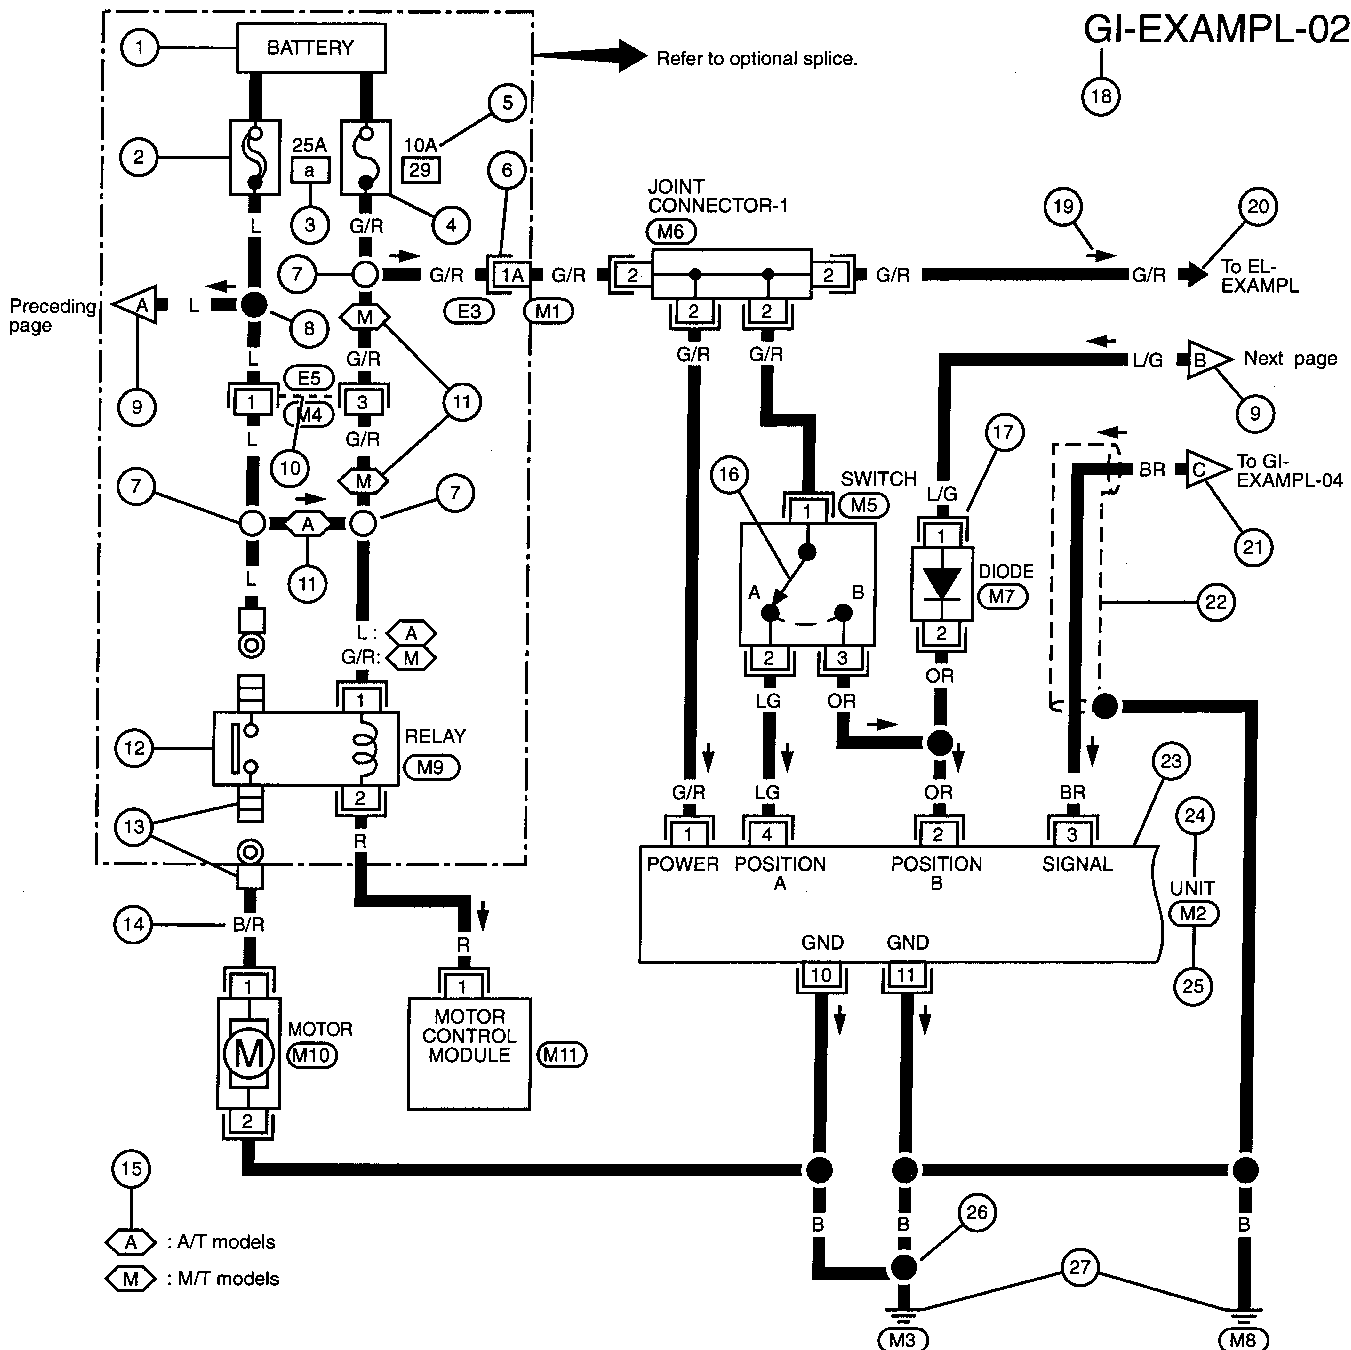 GI-EXAMPL-02
18
1
BATTERY
Refer to optional splice.
5
2
25A
a
10A
29
6
3
4
L
G/R
JOINT
CONNECTOR-1
M6
19
20
7
G/R
1A
G/R
2
2
G/R
G/R
To EL-
EXAMPL
E3
M1
Preceding
page
A
L
8
M
2
2
L
G/R
G/R
G/R
L/G
B
Next page
9
E5
1
3
M4
11
9
L
G/R
10
17
16
BR
C
To GI-
EXAMPL-04
7
M
7
SWITCH
M5
L/G
1
A
1
21
11
L
A
B
DIODE
M7
22
L :
A
2
G/R:
M
2
3
OR
1
LG
OR
12
RELAY
M9
23
2
G/R
LG
OR
BR
24
13
1
4
2
3
R
POWER
POSITION
A
POSITION
B
SIGNAL
UNIT
M2
14
B/R
R
GND
GND
10
11
25
1
1
MOTOR
M10
M
MOTOR
CONTROL
MODULE
M11
2
15
26
B
B
B
A
: A/T models
M
: M/T models
27
M3
M8